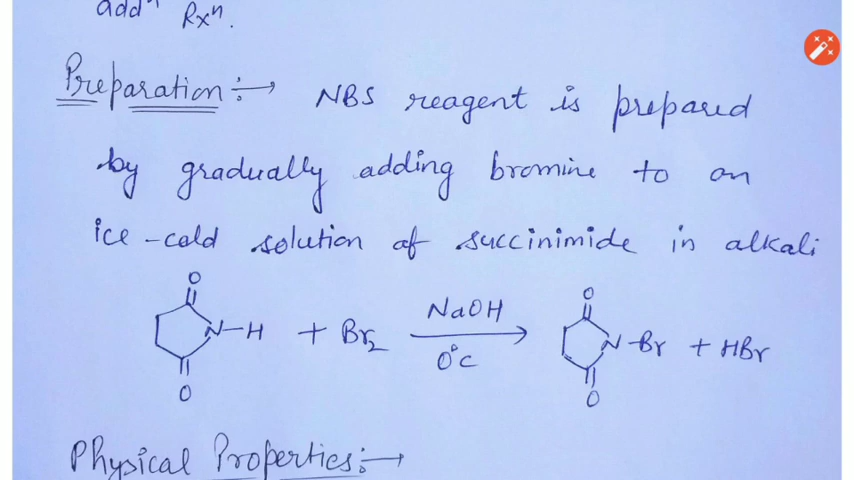 addⁿ Rxⁿ.
Preparation :→ NBS reagent is prepared
by gradually adding bromine to an
ice-cold solution of succinimide in alkali
O O
N-H + Br₂ NaOH N-Br + HBr
0°C
O O
Physical Properties:→